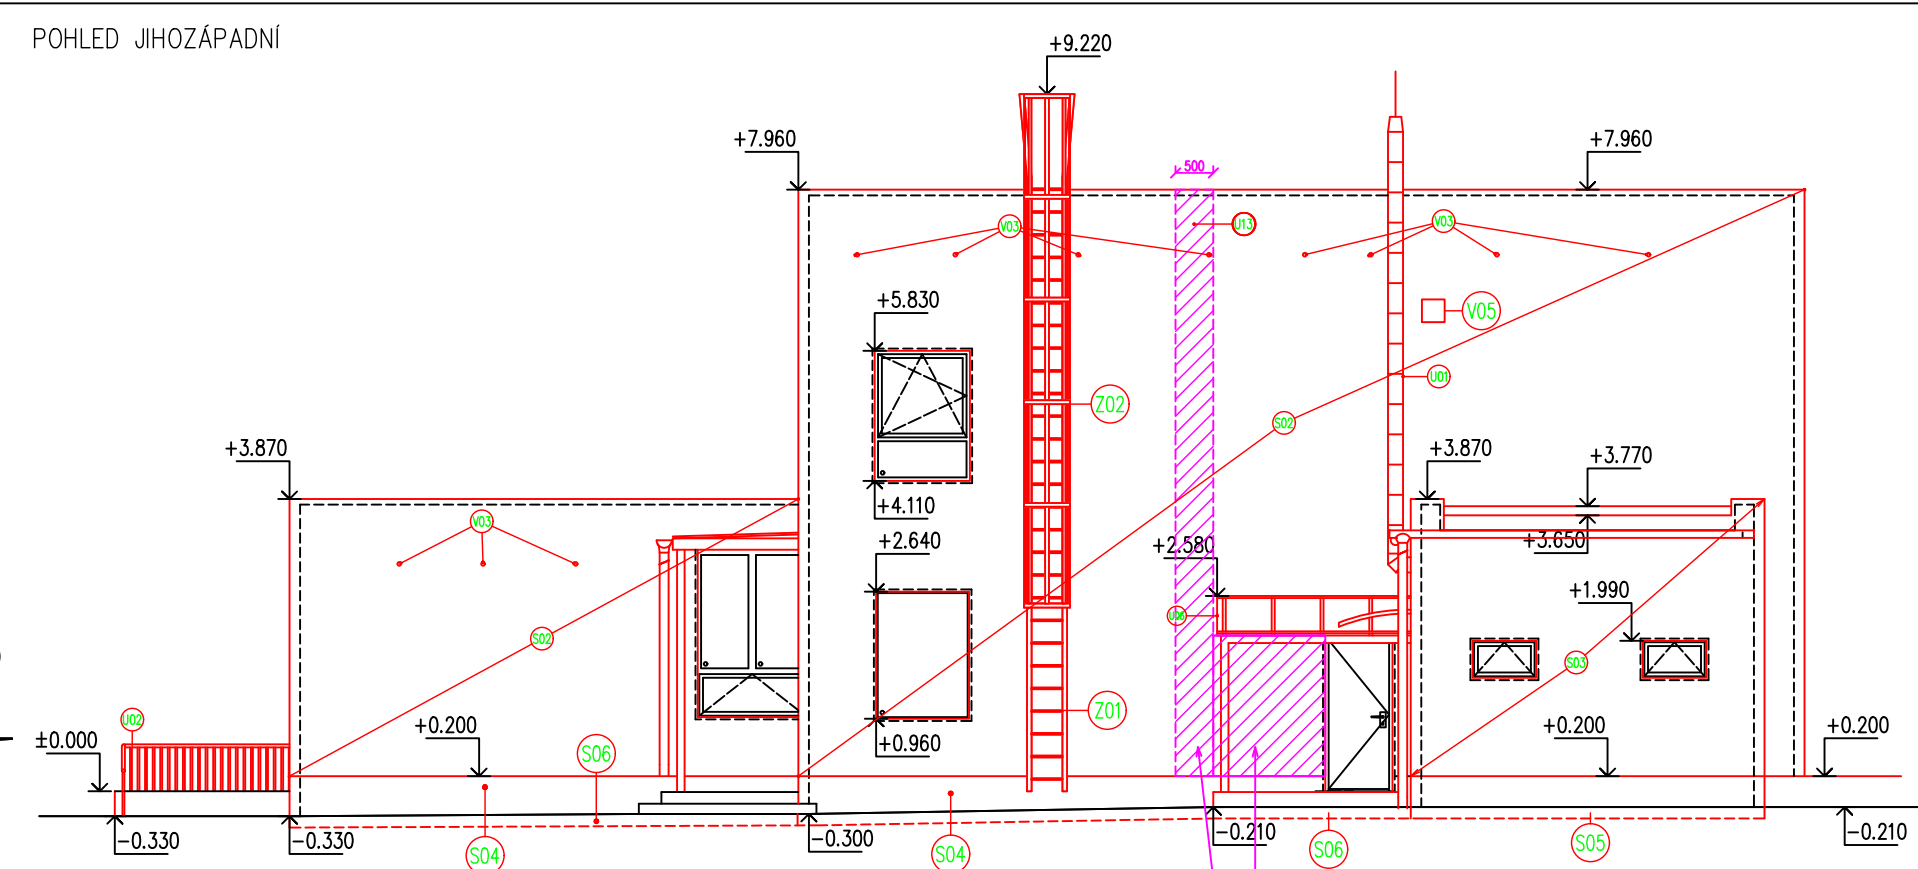 POHLED JIHOZÁPADNÍ
+9.220
+7.960
+7.960
500
V03
U13
V03
+5.830
V05
U01
Z02
S02
+3.870
+3.870
+3.770
+4.110
V03
+2.640
+2.580
+3.650
+1.990
U06
S02
S03
U02
Z01
±0.000
+0.200
S06
+0.960
+0.200
+0.200
-0.330
-0.330
S04
-0.300
S04
-0.210
S06
S05
-0.210